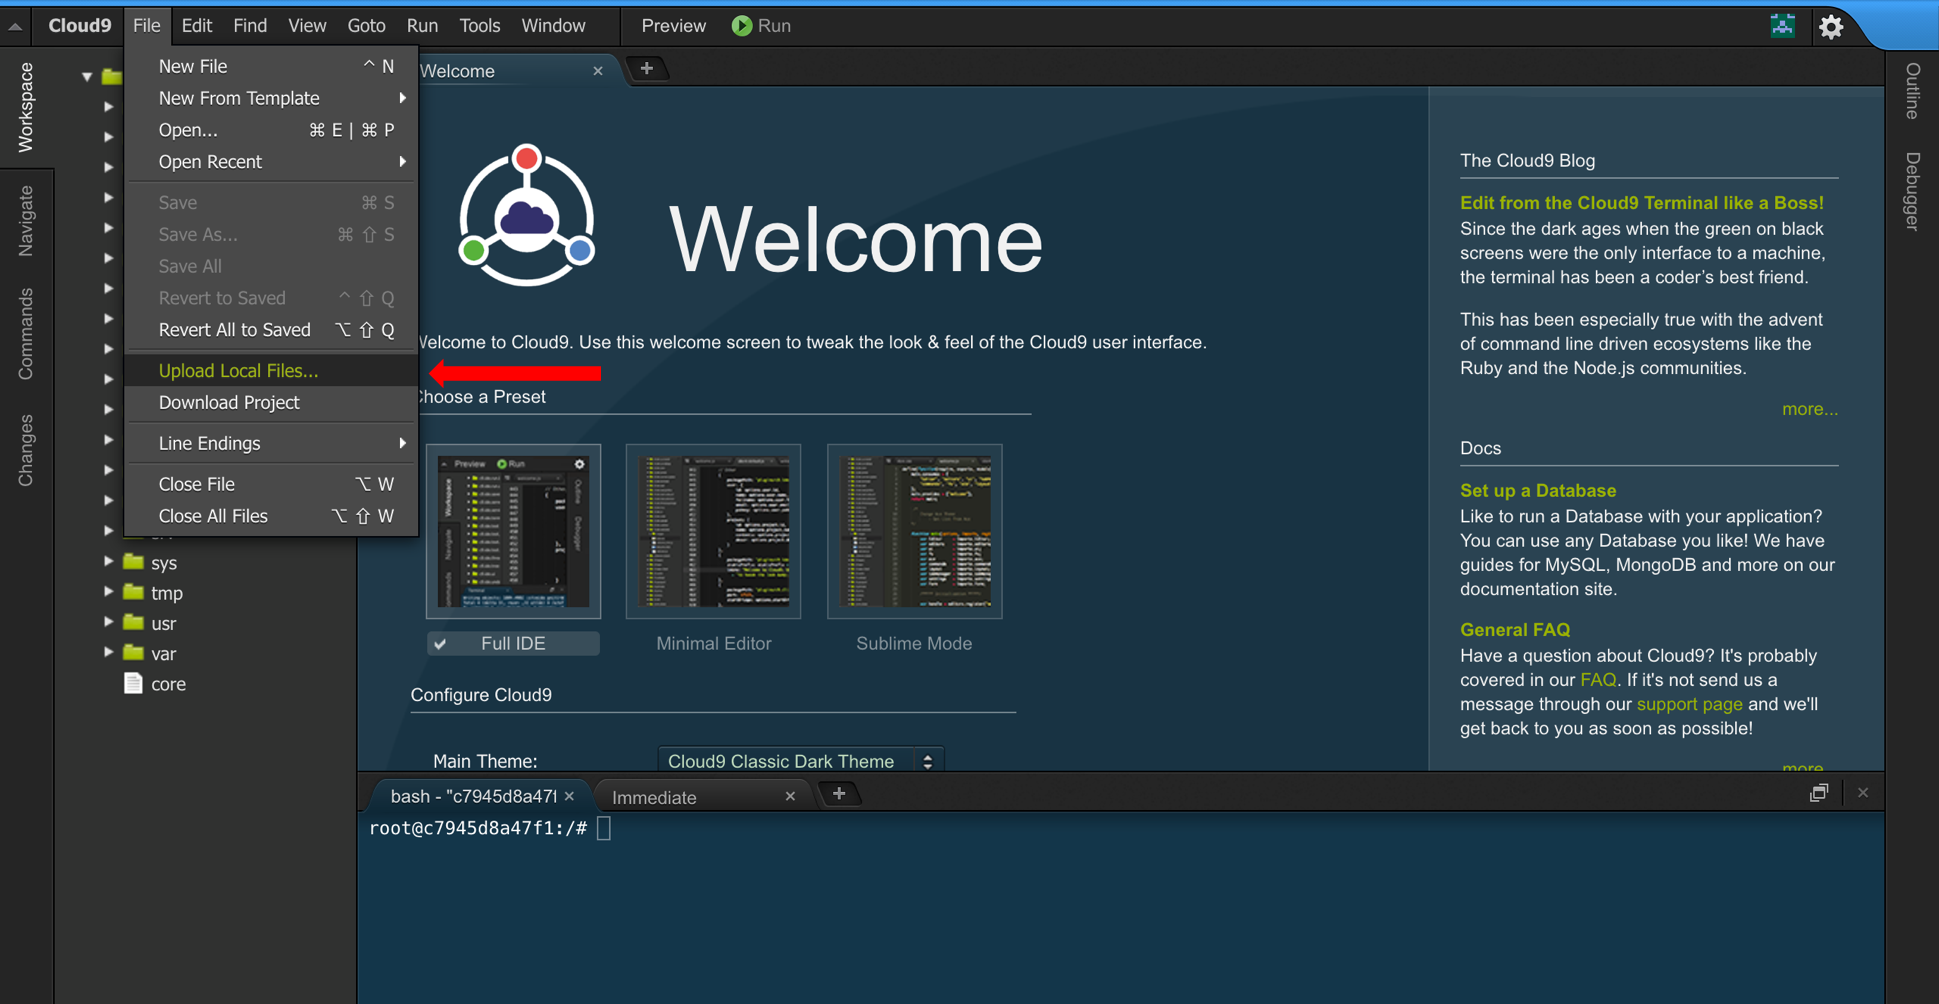 Cloud9 File Edit Find View Goto Run Tools Window Preview Run
Workspace
Navigate
Commands
Changes
New File ^ N
New From Template
Open... ⌘ E | ⌘ P
Open Recent
Save ⌘ S
Save As... ⌘ ⇧ S
Save All
Revert to Saved ^ ⇧ Q
Revert All to Saved ⌥ ⇧ Q
Upload Local Files...
Download Project
Line Endings
Close File ⌥ W
Close All Files ⌥ ⇧ W
sys
tmp
usr
var
core
Welcome
Welcome
Welcome to Cloud9. Use this welcome screen to tweak the look & feel of the Cloud9 user interface.
Choose a Preset
Preview Run
Workspace
Navigate
Outline
Debugger
Full IDE
Minimal Editor
Sublime Mode
Configure Cloud9
Main Theme: Cloud9 Classic Dark Theme
The Cloud9 Blog
Edit from the Cloud9 Terminal like a Boss!
Since the dark ages when the green on black
screens were the only interface to a machine,
the terminal has been a coder’s best friend.
This has been especially true with the advent
of command line driven ecosystems like the
Ruby and the Node.js communities.
more...
Docs
Set up a Database
Like to run a Database with your application?
You can use any Database you like! We have
guides for MySQL, MongoDB and more on our
documentation site.
General FAQ
Have a question about Cloud9? It's probably
covered in our FAQ. If it's not send us a
message through our support page and we'll
get back to you as soon as possible!
more
Outline
Debugger
bash - "c7945d8a47f
Immediate
root@c7945d8a47f1:/#